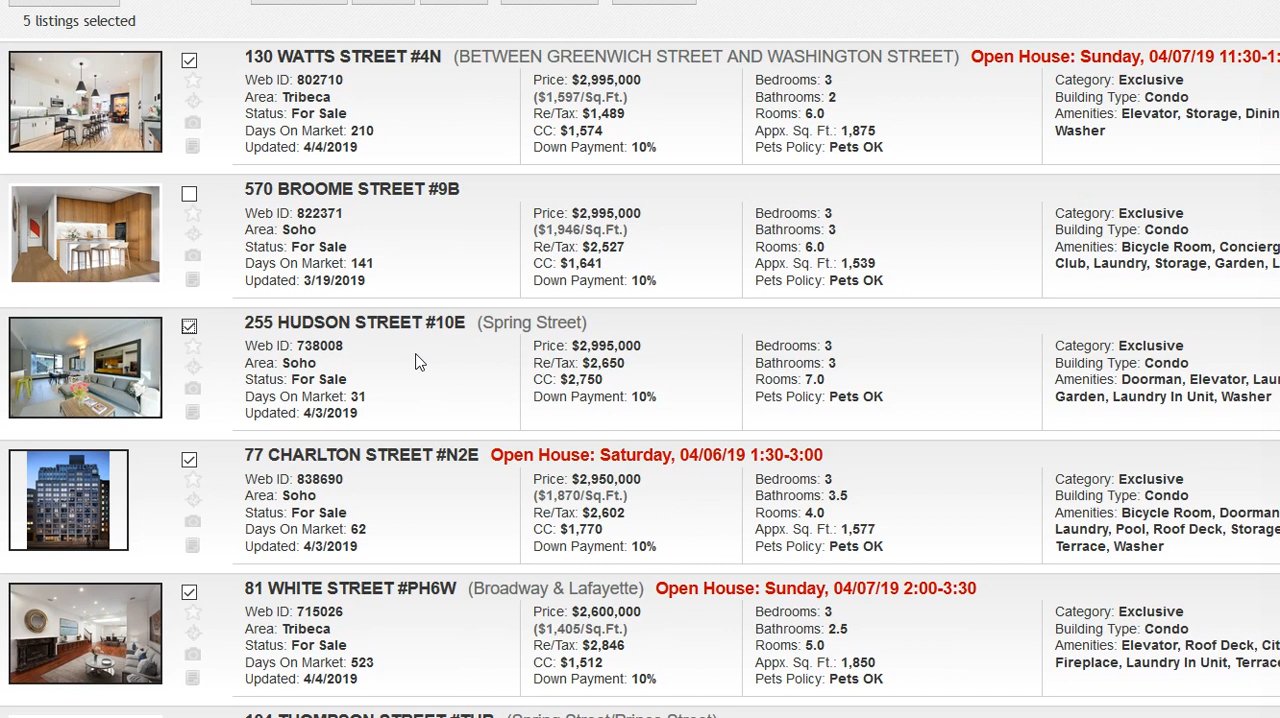 5 listings selected
130 WATTS STREET #4N (BETWEEN GREENWICH STREET AND WASHINGTON STREET) Open House: Sunday, 04/07/19 11:30-1:
Web ID: 802710
Area: Tribeca
Status: For Sale
Days On Market: 210
Updated: 4/4/2019
Price: $2,995,000
($1,597/Sq.Ft.)
Re/Tax: $1,489
CC: $1,574
Down Payment: 10%
Bedrooms: 3
Bathrooms: 2
Rooms: 6.0
Appx. Sq. Ft.: 1,875
Pets Policy: Pets OK
Category: Exclusive
Building Type: Condo
Amenities: Elevator, Storage, Dinin
Washer
570 BROOME STREET #9B
Web ID: 822371
Area: Soho
Status: For Sale
Days On Market: 141
Updated: 3/19/2019
Price: $2,995,000
($1,946/Sq.Ft.)
Re/Tax: $2,527
CC: $1,641
Down Payment: 10%
Bedrooms: 3
Bathrooms: 3
Rooms: 6.0
Appx. Sq. Ft.: 1,539
Pets Policy: Pets OK
Category: Exclusive
Building Type: Condo
Amenities: Bicycle Room, Concierg
Club, Laundry, Storage, Garden, L
255 HUDSON STREET #10E (Spring Street)
Web ID: 738008
Area: Soho
Status: For Sale
Days On Market: 31
Updated: 4/3/2019
Price: $2,995,000
Re/Tax: $2,650
CC: $2,750
Down Payment: 10%
Bedrooms: 3
Bathrooms: 3
Rooms: 7.0
Pets Policy: Pets OK
Category: Exclusive
Building Type: Condo
Amenities: Doorman, Elevator, Lau
Garden, Laundry In Unit, Washer
77 CHARLTON STREET #N2E Open House: Saturday, 04/06/19 1:30-3:00
Web ID: 838690
Area: Soho
Status: For Sale
Days On Market: 62
Updated: 4/3/2019
Price: $2,950,000
($1,870/Sq.Ft.)
Re/Tax: $2,602
CC: $1,770
Down Payment: 10%
Bedrooms: 3
Bathrooms: 3.5
Rooms: 4.0
Appx. Sq. Ft.: 1,577
Pets Policy: Pets OK
Category: Exclusive
Building Type: Condo
Amenities: Bicycle Room, Doorman
Laundry, Pool, Roof Deck, Storage
Terrace, Washer
81 WHITE STREET #PH6W (Broadway & Lafayette) Open House: Sunday, 04/07/19 2:00-3:30
Web ID: 715026
Area: Tribeca
Status: For Sale
Days On Market: 523
Updated: 4/4/2019
Price: $2,600,000
($1,405/Sq.Ft.)
Re/Tax: $2,846
CC: $1,512
Down Payment: 10%
Bedrooms: 3
Bathrooms: 2.5
Rooms: 5.0
Appx. Sq. Ft.: 1,850
Pets Policy: Pets OK
Category: Exclusive
Building Type: Condo
Amenities: Elevator, Roof Deck, Cit
Fireplace, Laundry In Unit, Terrac
THOMPSON STREET (Spring Street/Prince Street)